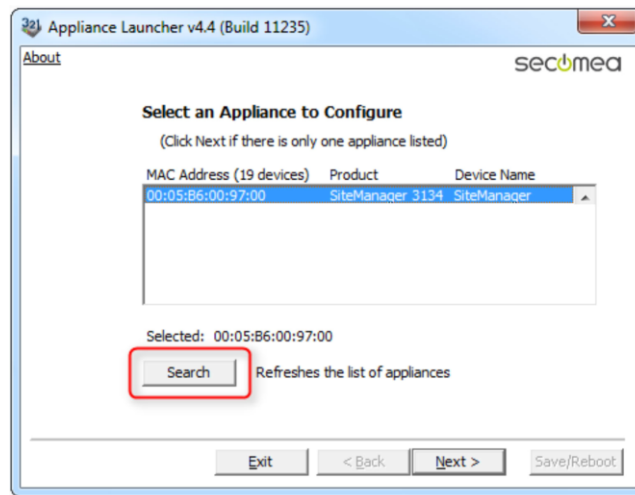 Appliance Launcher v4.4 (Build 11235)
About
secomea
Select an Appliance to Configure
(Click Next if there is only one appliance listed)
MAC Address (19 devices) Product Device Name
00:05:B6:00:97:00 SiteManager 3134 SiteManager
Selected: 00:05:B6:00:97:00
Search Refreshes the list of appliances
Exit < Back Next > Save/Reboot